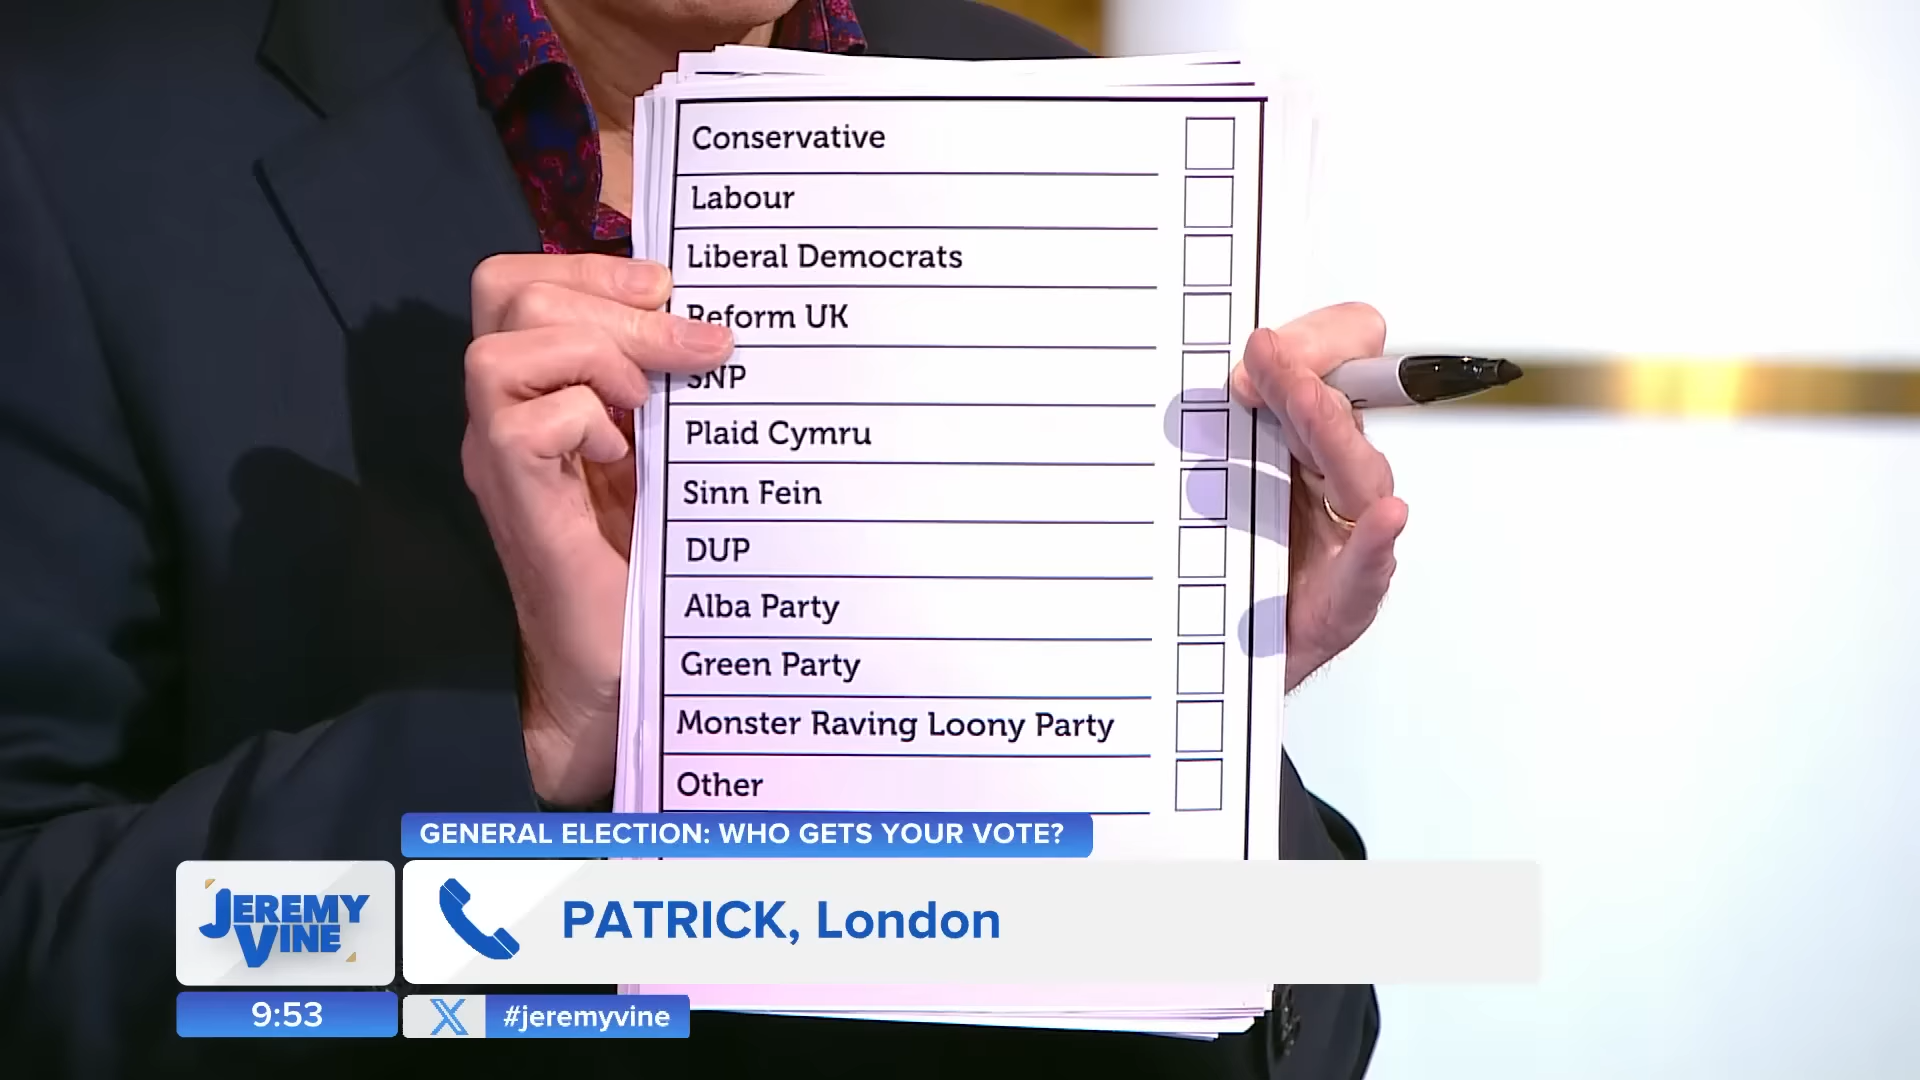 Conservative
Labour
Liberal Democrats
Reform UK
SNP
Plaid Cymru
Sinn Fein
DUP
Alba Party
Green Party
Monster Raving Loony Party
Other
GENERAL ELECTION: WHO GETS YOUR VOTE?
JEREMY
VINE
PATRICK, London
9:53
#jeremyvine